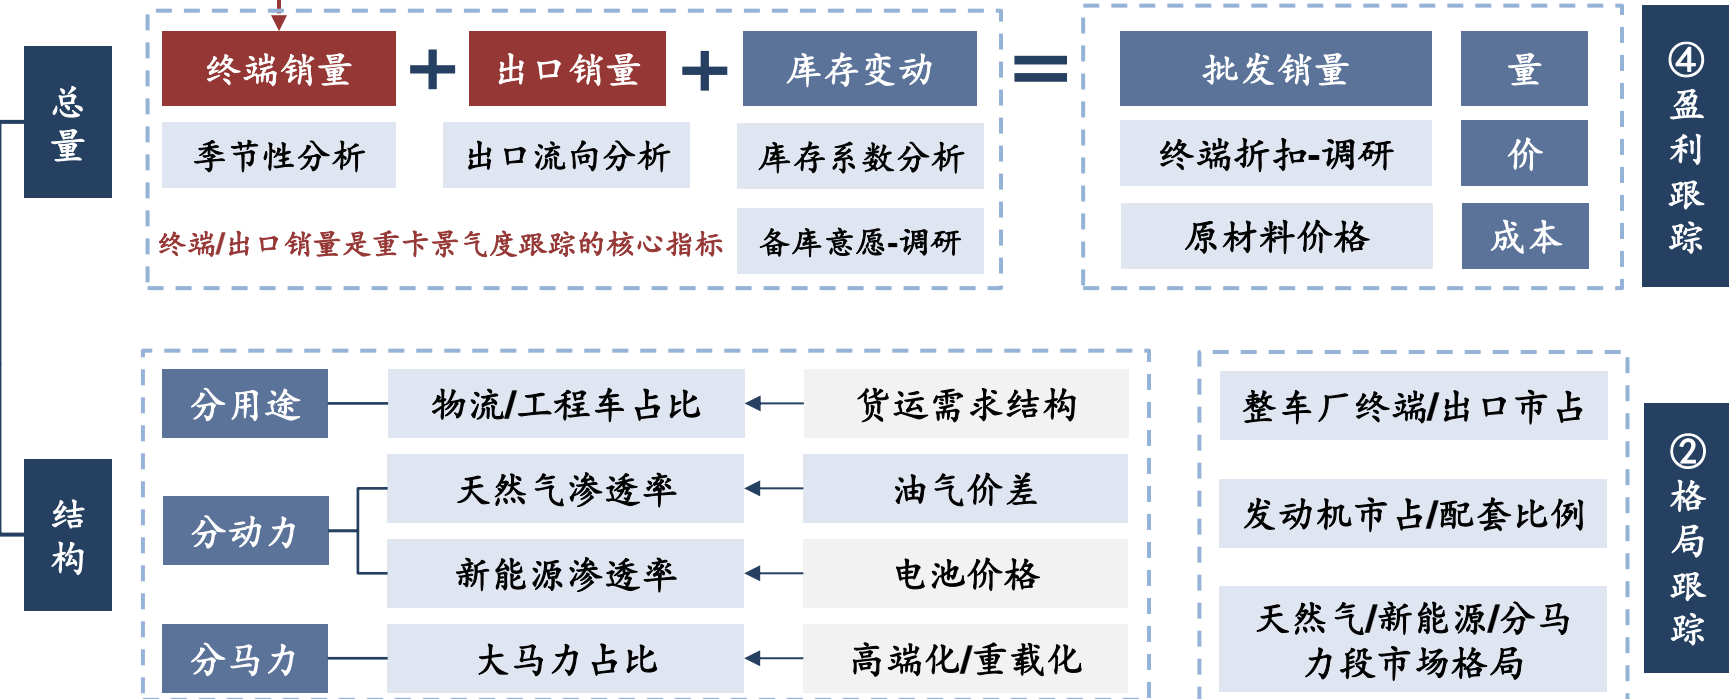 总量
终端销量
+
出口销量
+
库存变动
=
批发销量
量
季节性分析
出口流向分析
库存系数分析
终端折扣-调研
价
终端/出口销量是重卡景气度跟踪的核心指标
备库意愿-调研
原材料价格
成本
④盈利跟踪
结构
分用途
物流/工程车占比
货运需求结构
分动力
天然气渗透率
油气价差
新能源渗透率
电池价格
分马力
大马力占比
高端化/重载化
整车厂终端/出口市占
发动机市占/配套比例
天然气/新能源/分马
力段市场格局
②格局跟踪